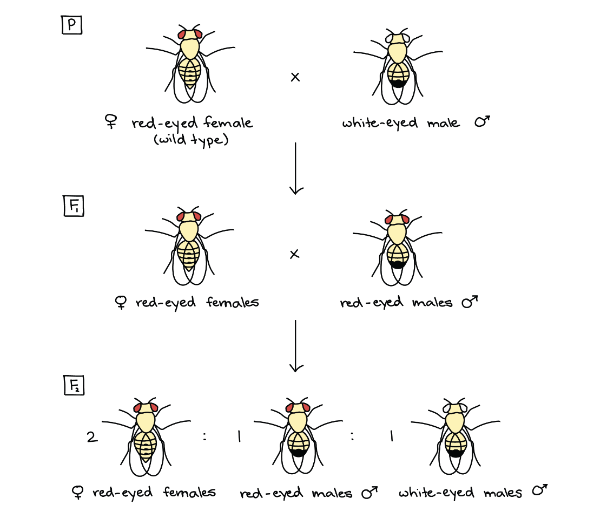 P
x
♀ red-eyed female
(wild type)
white-eyed male ♂
F₁
x
♀ red-eyed females
red-eyed males ♂
F₂
2 : 1 : 1
♀ red-eyed females
red-eyed males ♂
white-eyed males ♂